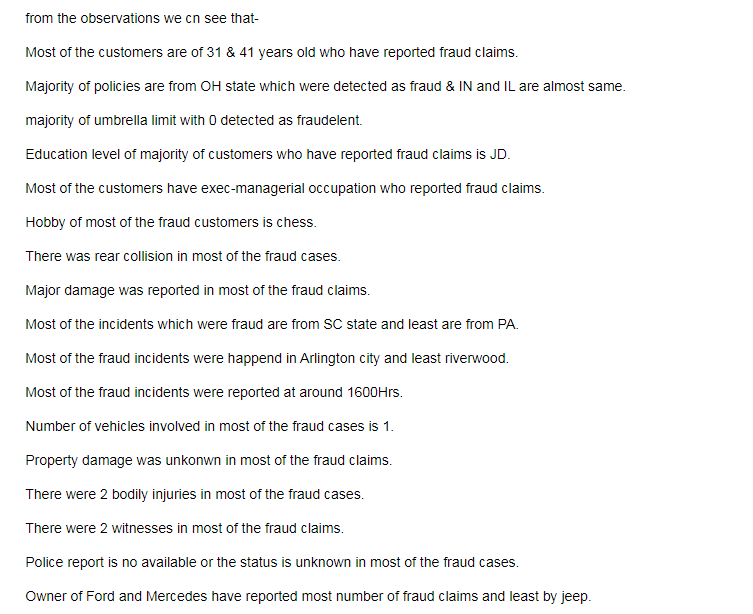 from the observations we cn see that-
Most of the customers are of 31 & 41 years old who have reported fraud claims.
Majority of policies are from OH state which were detected as fraud & IN and IL are almost same.
majority of umbrella limit with 0 detected as fraudelent.
Education level of majority of customers who have reported fraud claims is JD.
Most of the customers have exec-managerial occupation who reported fraud claims.
Hobby of most of the fraud customers is chess.
There was rear collision in most of the fraud cases.
Major damage was reported in most of the fraud claims.
Most of the incidents which were fraud are from SC state and least are from PA.
Most of the fraud incidents were happend in Arlington city and least riverwood.
Most of the fraud incidents were reported at around 1600Hrs.
Number of vehicles involved in most of the fraud cases is 1.
Property damage was unkonwn in most of the fraud claims.
There were 2 bodily injuries in most of the fraud cases.
There were 2 witnesses in most of the fraud claims.
Police report is no available or the status is unknown in most of the fraud cases.
Owner of Ford and Mercedes have reported most number of fraud claims and least by jeep.